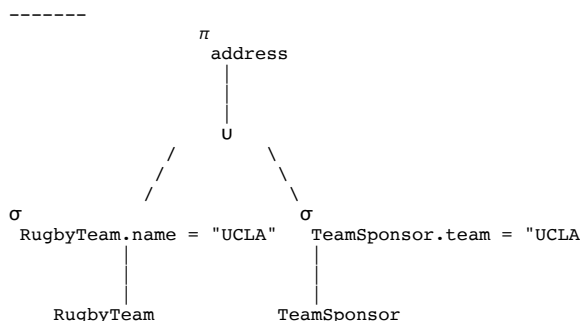 -------
π
address
|
|
|
|
U
/ \
/ \
/ \
/ \
σ σ
RugbyTeam.name = "UCLA" TeamSponsor.team = "UCLA
| |
| |
| |
| |
RugbyTeam TeamSponsor